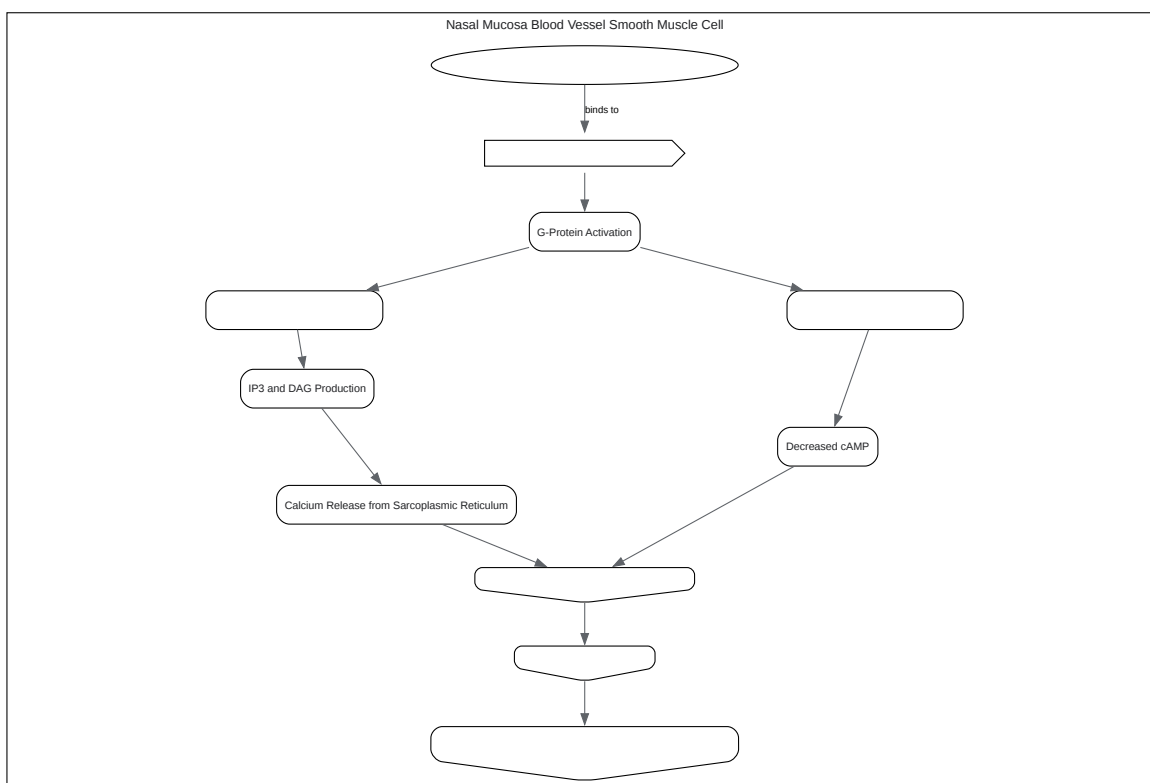 Nasal Mucosa Blood Vessel Smooth Muscle Cell
binds to
G-Protein Activation
IP3 and DAG Production
Decreased cAMP
Calcium Release from Sarcoplasmic Reticulum